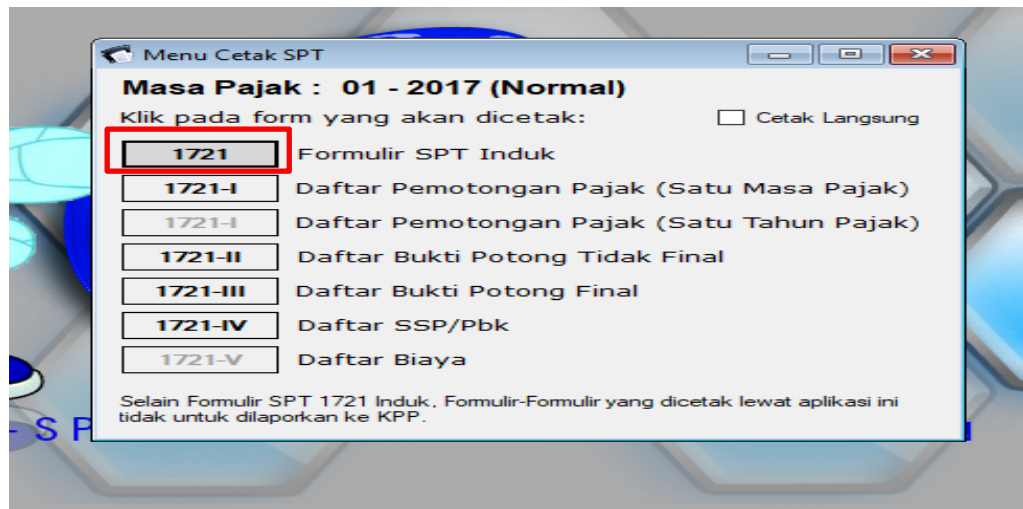 Menu Cetak SPT
Masa Pajak : 01 - 2017 (Normal)
Klik pada form yang akan dicetak:
Cetak Langsung
1721 Formulir SPT Induk
1721-I Daftar Pemotongan Pajak (Satu Masa Pajak)
1721-I Daftar Pemotongan Pajak (Satu Tahun Pajak)
1721-II Daftar Bukti Potong Tidak Final
1721-III Daftar Bukti Potong Final
1721-IV Daftar SSP/Pbk
1721-V Daftar Biaya
Selain Formulir SPT 1721 Induk, Formulir-Formulir yang dicetak lewat aplikasi ini
tidak untuk dilaporkan ke KPP.
- S P